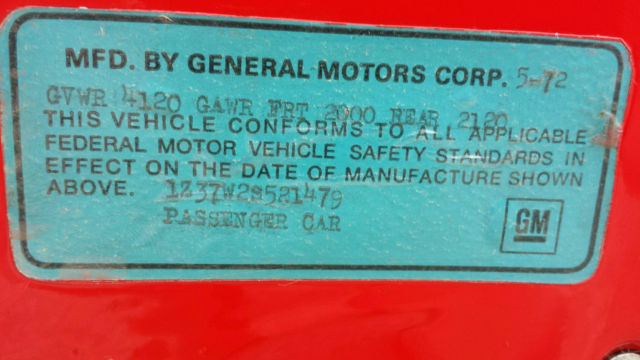 MFD. BY GENERAL MOTORS CORP. 5-72
GVWR 4120 GAWR FRT 2000 REAR 2120
THIS VEHICLE CONFORMS TO ALL APPLICABLE
FEDERAL MOTOR VEHICLE SAFETY STANDARDS IN
EFFECT ON THE DATE OF MANUFACTURE SHOWN
ABOVE. 1Z37W2S521479
PASSENGER CAR
GM